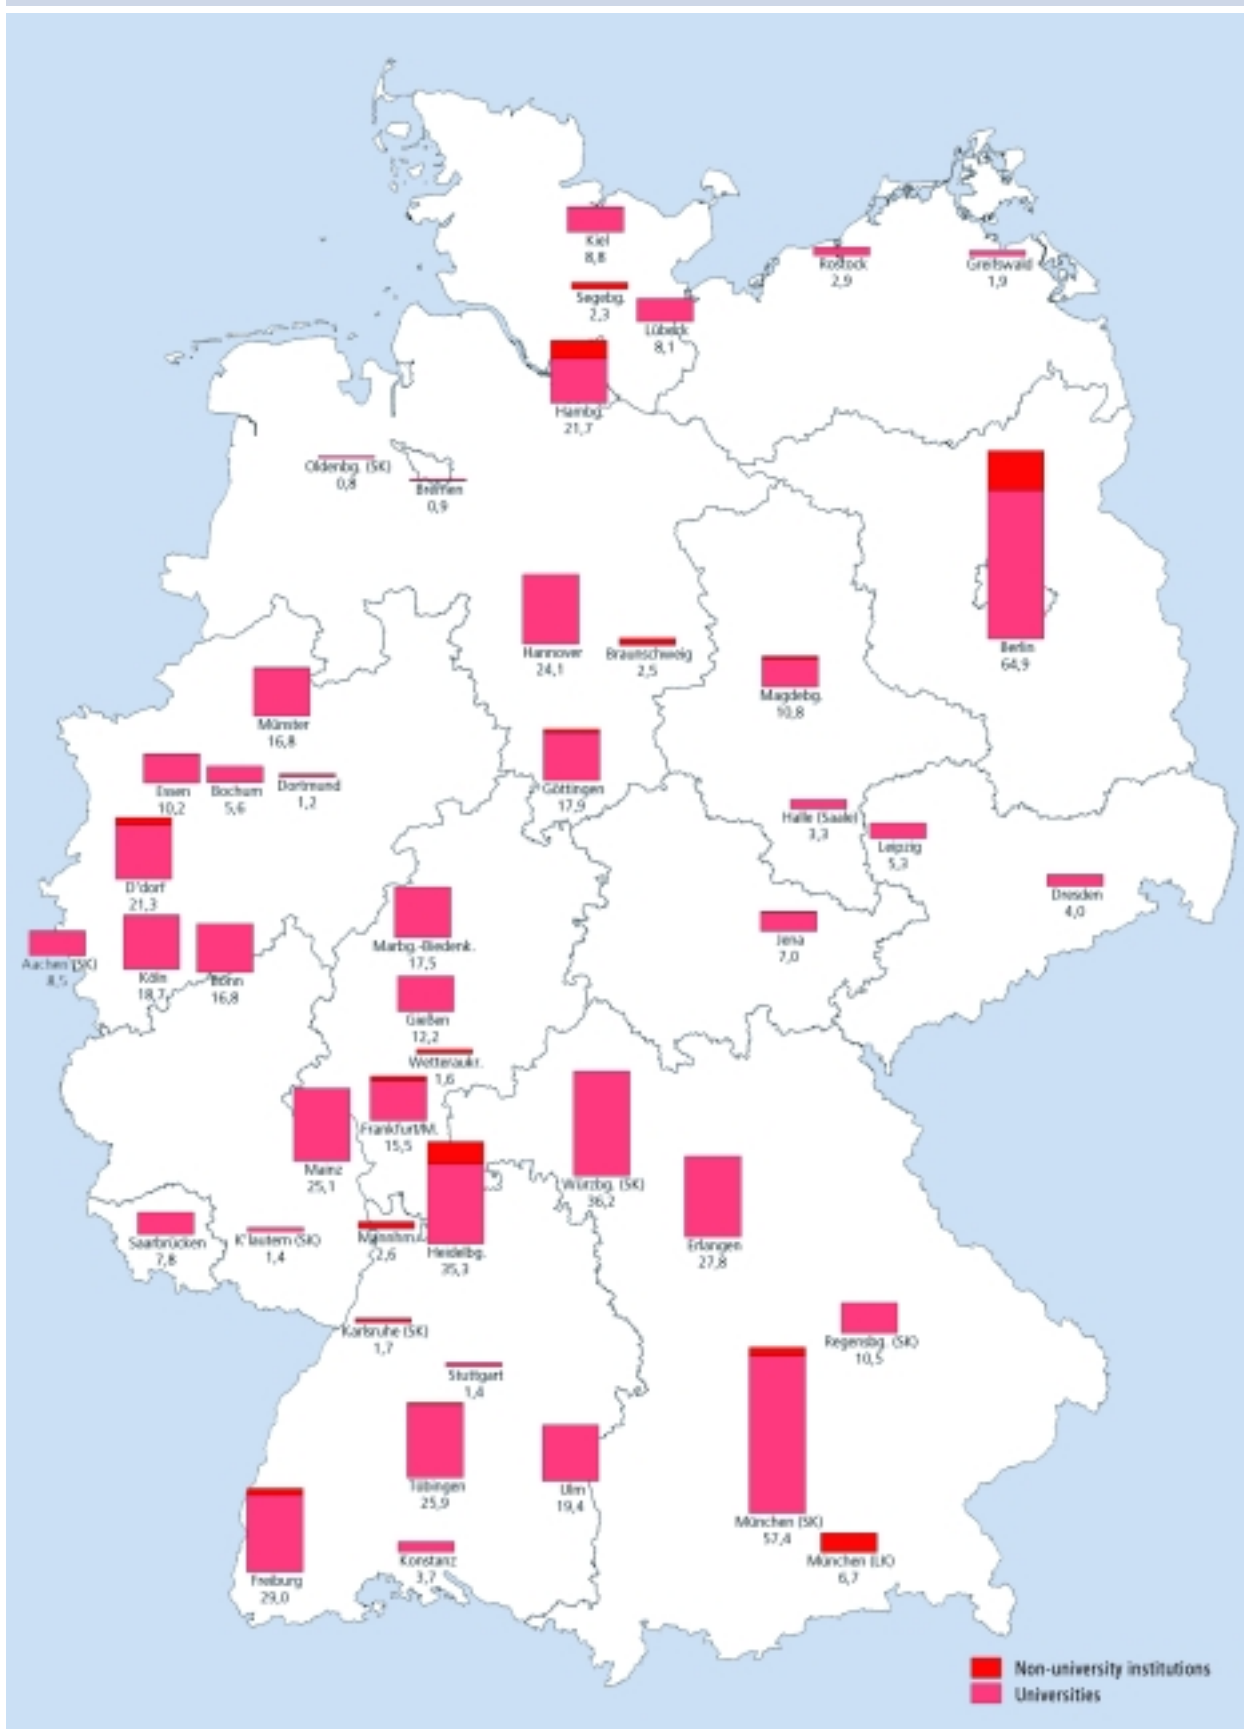 Kiel
8,8
Rostock
2,9
Greifswald
1,9
Segebg.
2,3
Lübeck
8,1
Hambg.
21,7
Oldenbg. (SK)
0,8
Bremen
0,9
Hannover
24,1
Braunschweig
2,5
Magdebg.
10,8
Berlin
64,9
Münster
16,8
Essen
10,2
Bochum
5,6
Dortmund
1,2
Göttingen
17,9
Halle (Saale)
3,3
Leipzig
5,3
Dresden
4,0
D'dorf
21,3
Aachen (SK)
8,5
Köln
18,7
Bonn
16,8
Marbg.-Biedenk.
17,5
Jena
7,0
Gießen
12,2
Wetteraukr.
1,6
Frankfurt/M.
15,5
Mainz
25,1
Würzbg. (SK)
36,2
Erlangen
27,8
Saarbrücken
7,8
K'lautern (SK)
1,4
Mannhm.
2,6
Heidelbg.
35,3
Karlsruhe (SK)
1,7
Stuttgart
1,4
Regensbg. (SK)
10,5
Tübingen
25,9
Ulm
19,4
München (SK)
57,4
München (LK)
6,7
Freiburg
29,0
Konstanz
3,7
Non-university institutions
Universities